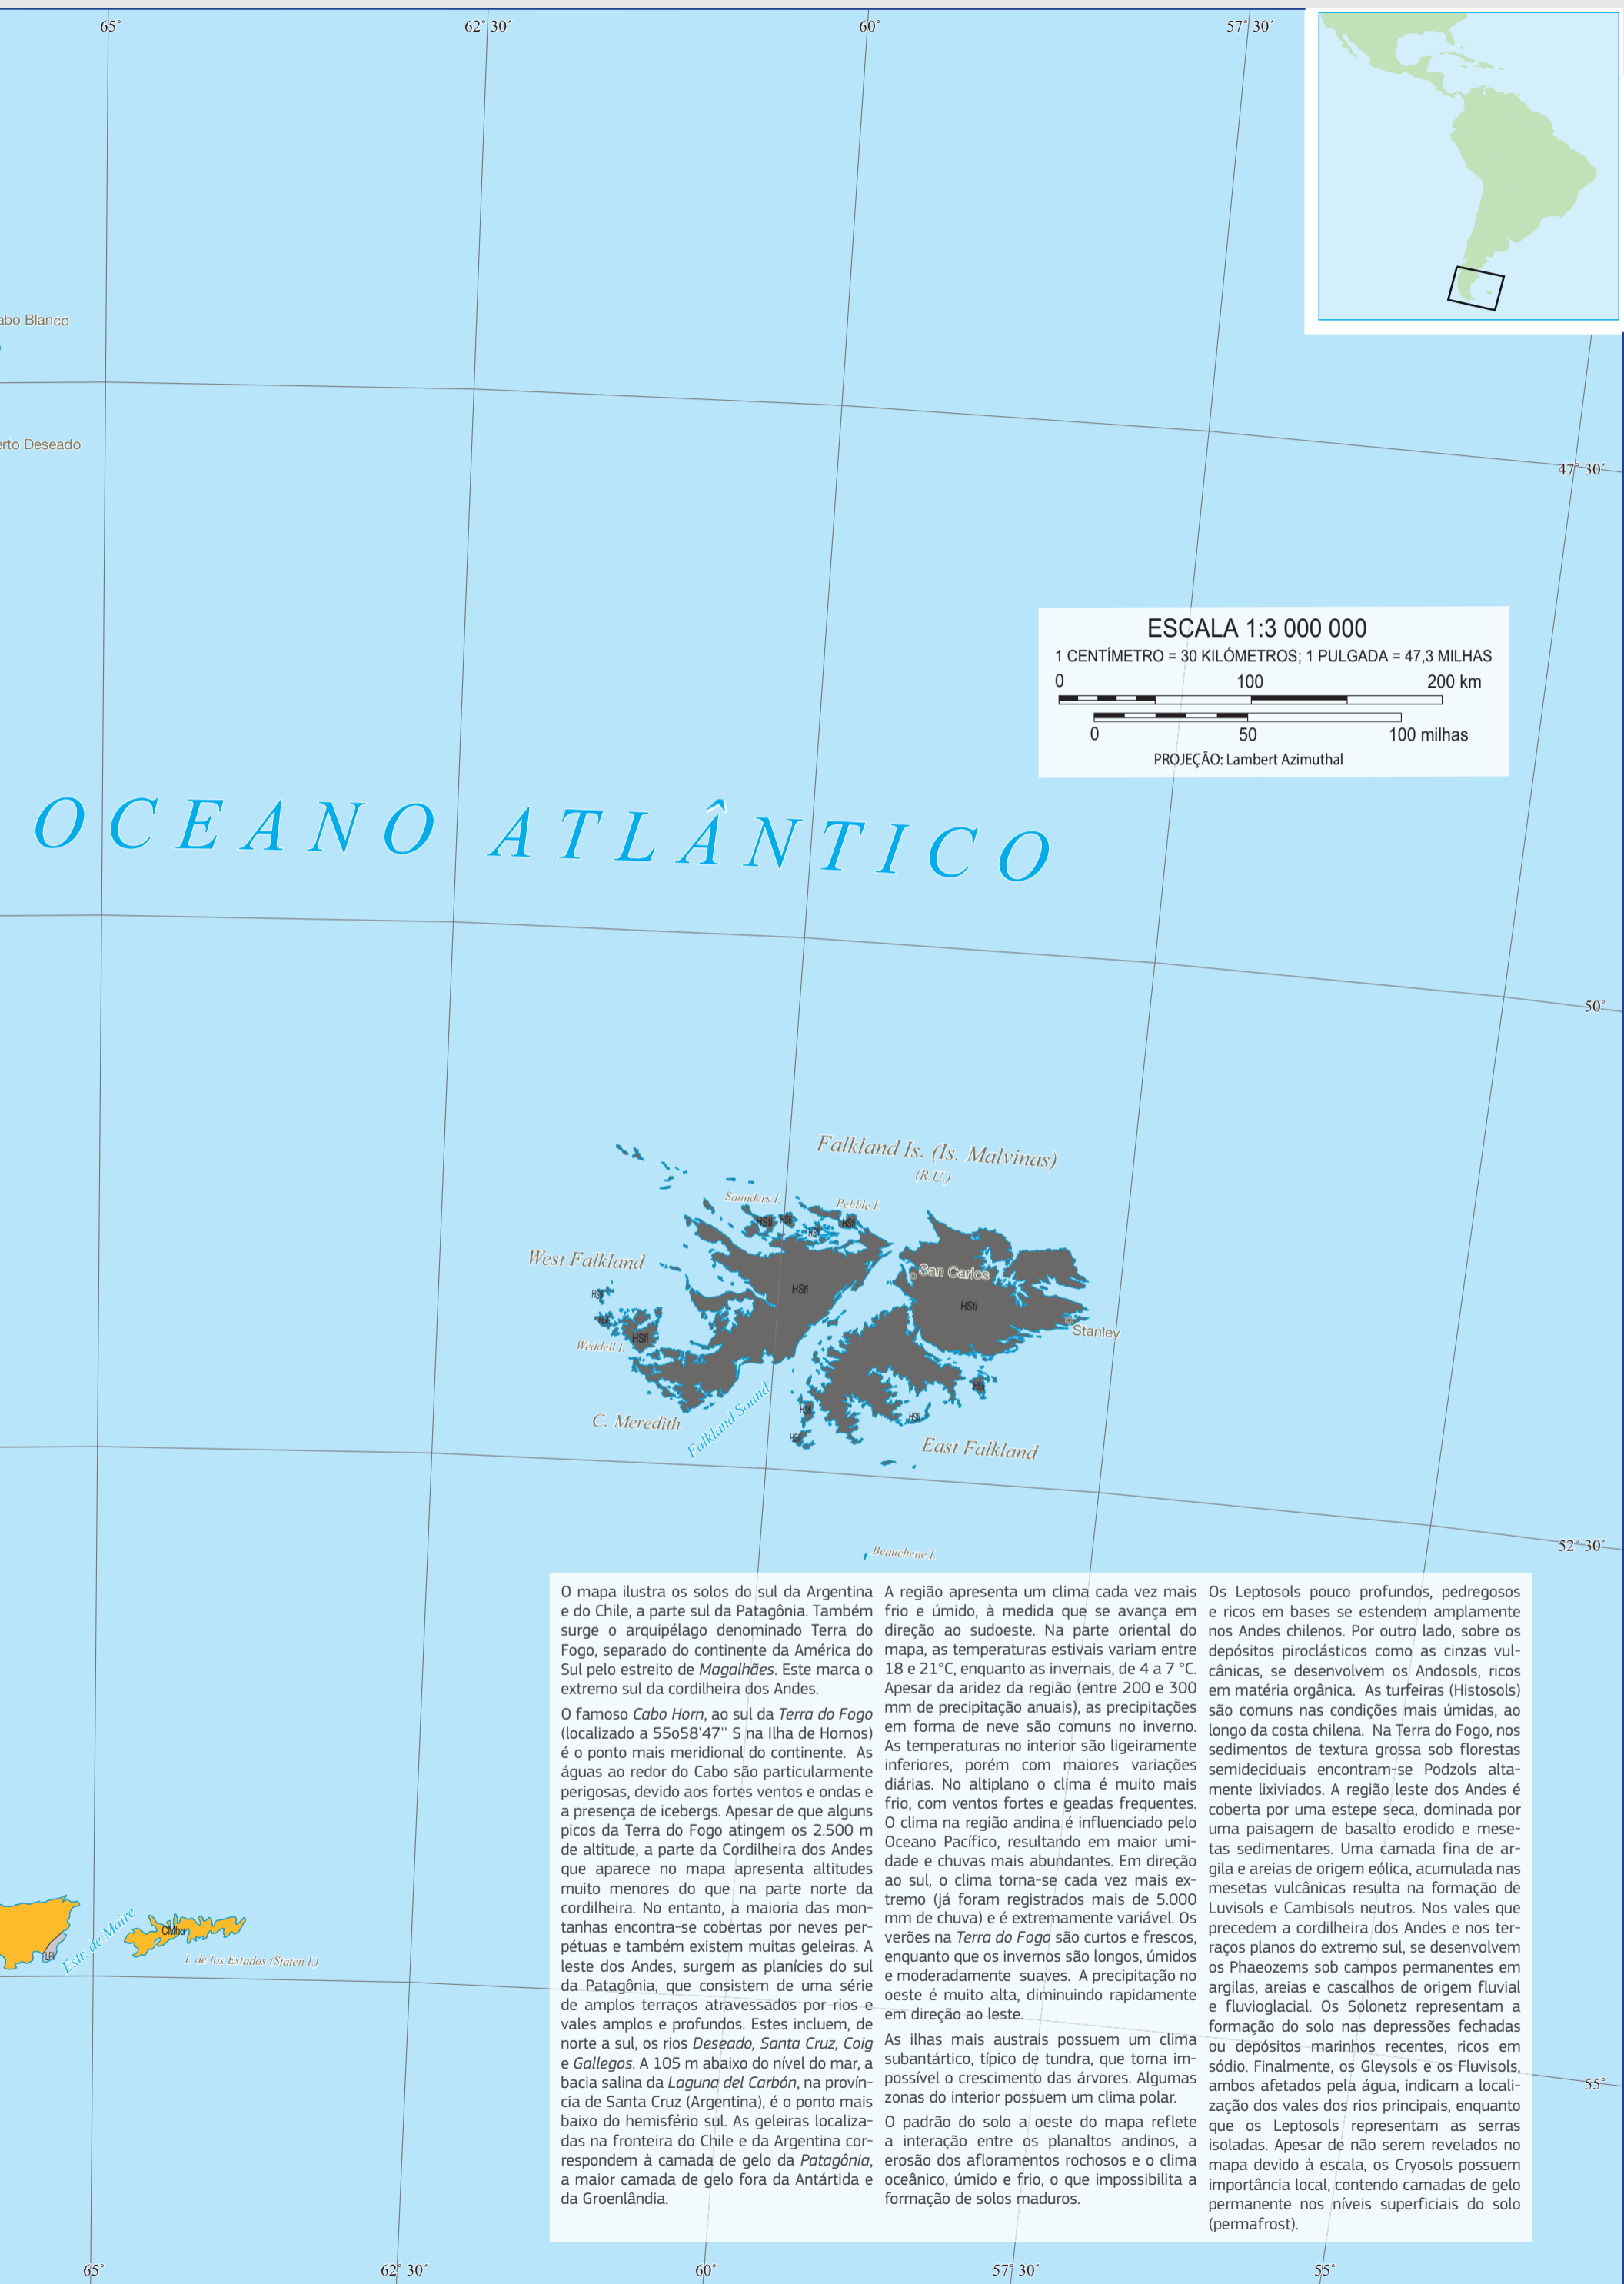 65°
62° 30′
60°
57° 30′
abo Blanco
erto Deseado
47° 30′
ESCALA 1:3 000 000
1 CENTÍMETRO = 30 KILÓMETROS; 1 PULGADA = 47,3 MILHAS
0 100 200 km
0 50 100 milhas
PROJEÇÃO: Lambert Azimuthal
OCEANO ATLÂNTICO
50°
Falkland Is. (Is. Malvinas)
(R.U.)
Saunders I.
Pebble I.
HSfi
HSfi
HSfi
HSfi
West Falkland
San Carlos
HSfi
HSfi
HSfi
HSfi
Stanley
HSfi
Weddell I.
HSfi
HSfi
HSfi
C. Meredith
Falkland Sound
HSfi
East Falkland
52° 30′
Beauchene I.
O mapa ilustra os solos do sul da Argentina
e do Chile, a parte sul da Patagônia. Também
surge o arquipélago denominado Terra do
Fogo, separado do continente da América do
Sul pelo estreito de Magalhães. Este marca o
extremo sul da cordilheira dos Andes.
O famoso Cabo Horn, ao sul da Terra do Fogo
(localizado a 55o58'47'' S na Ilha de Hornos)
é o ponto mais meridional do continente. As
águas ao redor do Cabo são particularmente
perigosas, devido aos fortes ventos e ondas e
a presença de icebergs. Apesar de que alguns
picos da Terra do Fogo atingem os 2.500 m
de altitude, a parte da Cordilheira dos Andes
que aparece no mapa apresenta altitudes
muito menores do que na parte norte da
cordilheira. No entanto, a maioria das mon-
tanhas encontra-se cobertas por neves per-
pétuas e também existem muitas geleiras. A
leste dos Andes, surgem as planícies do sul
da Patagônia, que consistem de uma série
de amplos terraços atravessados por rios e
vales amplos e profundos. Estes incluem, de
norte a sul, os rios Deseado, Santa Cruz, Coig
e Gallegos. A 105 m abaixo do nível do mar, a
bacia salina da Laguna del Carbón, na provín-
cia de Santa Cruz (Argentina), é o ponto mais
baixo do hemisfério sul. As geleiras localiza-
das na fronteira do Chile e da Argentina cor-
respondem à camada de gelo da Patagônia,
a maior camada de gelo fora da Antártida e
da Groenlândia.
A região apresenta um clima cada vez mais
frio e úmido, à medida que se avança em
direção ao sudoeste. Na parte oriental do
mapa, as temperaturas estivais variam entre
18 e 21°C, enquanto as invernais, de 4 a 7 °C.
Apesar da aridez da região (entre 200 e 300
mm de precipitação anuais), as precipitações
em forma de neve são comuns no inverno.
As temperaturas no interior são ligeiramente
inferiores, porém com maiores variações
diárias. No altiplano o clima é muito mais
frio, com ventos fortes e geadas frequentes.
O clima na região andina é influenciado pelo
Oceano Pacífico, resultando em maior umi-
dade e chuvas mais abundantes. Em direção
ao sul, o clima torna-se cada vez mais ex-
tremo (já foram registrados mais de 5.000
mm de chuva) e é extremamente variável. Os
verões na Terra do Fogo são curtos e frescos,
enquanto que os invernos são longos, úmidos
e moderadamente suaves. A precipitação no
oeste é muito alta, diminuindo rapidamente
em direção ao leste.
As ilhas mais austrais possuem um clima
subantártico, típico de tundra, que torna im-
possível o crescimento das árvores. Algumas
zonas do interior possuem um clima polar.
O padrão do solo a oeste do mapa reflete
a interação entre os planaltos andinos, a
erosão dos afloramentos rochosos e o clima
oceânico, úmido e frio, o que impossibilita a
formação de solos maduros.
Os Leptosols pouco profundos, pedregosos
e ricos em bases se estendem amplamente
nos Andes chilenos. Por outro lado, sobre os
depósitos piroclásticos como as cinzas vul-
cânicas, se desenvolvem os Andosols, ricos
em matéria orgânica. As turfeiras (Histosols)
são comuns nas condições mais úmidas, ao
longo da costa chilena. Na Terra do Fogo, nos
sedimentos de textura grossa sob florestas
semideciduais encontram-se Podzols alta-
mente lixiviados. A região leste dos Andes é
coberta por uma estepe seca, dominada por
uma paisagem de basalto erodido e mese-
tas sedimentares. Uma camada fina de ar-
gila e areias de origem eólica, acumulada nas
mesetas vulcânicas resulta na formação de
Luvisols e Cambisols neutros. Nos vales que
precedem a cordilheira dos Andes e nos ter-
raços planos do extremo sul, se desenvolvem
os Phaeozems sob campos permanentes em
argilas, areias e cascalhos de origem fluvial
e fluvioglacial. Os Solonetz representam a
formação do solo nas depressões fechadas
ou depósitos marinhos recentes, ricos em
sódio. Finalmente, os Gleysols e os Fluvisols,
ambos afetados pela água, indicam a locali-
zação dos vales dos rios principais, enquanto
que os Leptosols representam as serras
isoladas. Apesar de não serem revelados no
mapa devido à escala, os Cryosols possuem
importância local, contendo camadas de gelo
permanente nos níveis superficiais do solo
(permafrost).
Estr. de Maire
CMhu
LPli
I. de los Estados (Staten I.)
55°
65°
62° 30′
60°
57° 30′
55°